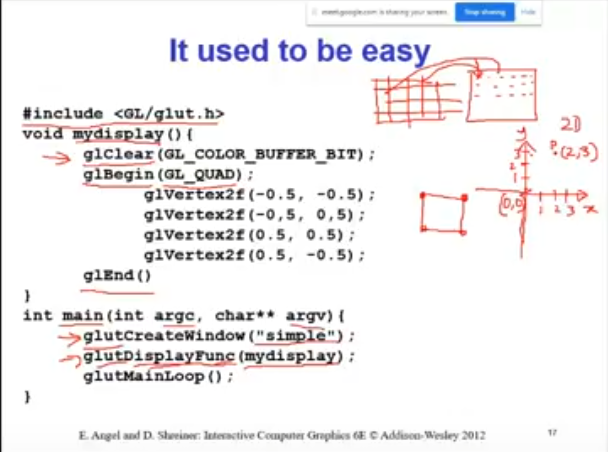 meet.google.com is sharing your screen. Stop sharing Hide
It used to be easy
#include <GL/glut.h>
void mydisplay(){
glClear(GL_COLOR_BUFFER_BIT);
glBegin(GL_QUAD);
glVertex2f(-0.5, -0.5);
glVertex2f(-0,5, 0,5);
glVertex2f(0.5, 0.5);
glVertex2f(0.5, -0.5);
glEnd()
}
int main(int argc, char** argv){
glutCreateWindow("simple");
glutDisplayFunc(mydisplay);
glutMainLoop();
}
2D
y
P
(2,3)
3
2
1
(0,0)
1 2 3 x
E. Angel and D. Shreiner: Interactive Computer Graphics 6E © Addison-Wesley 2012
17